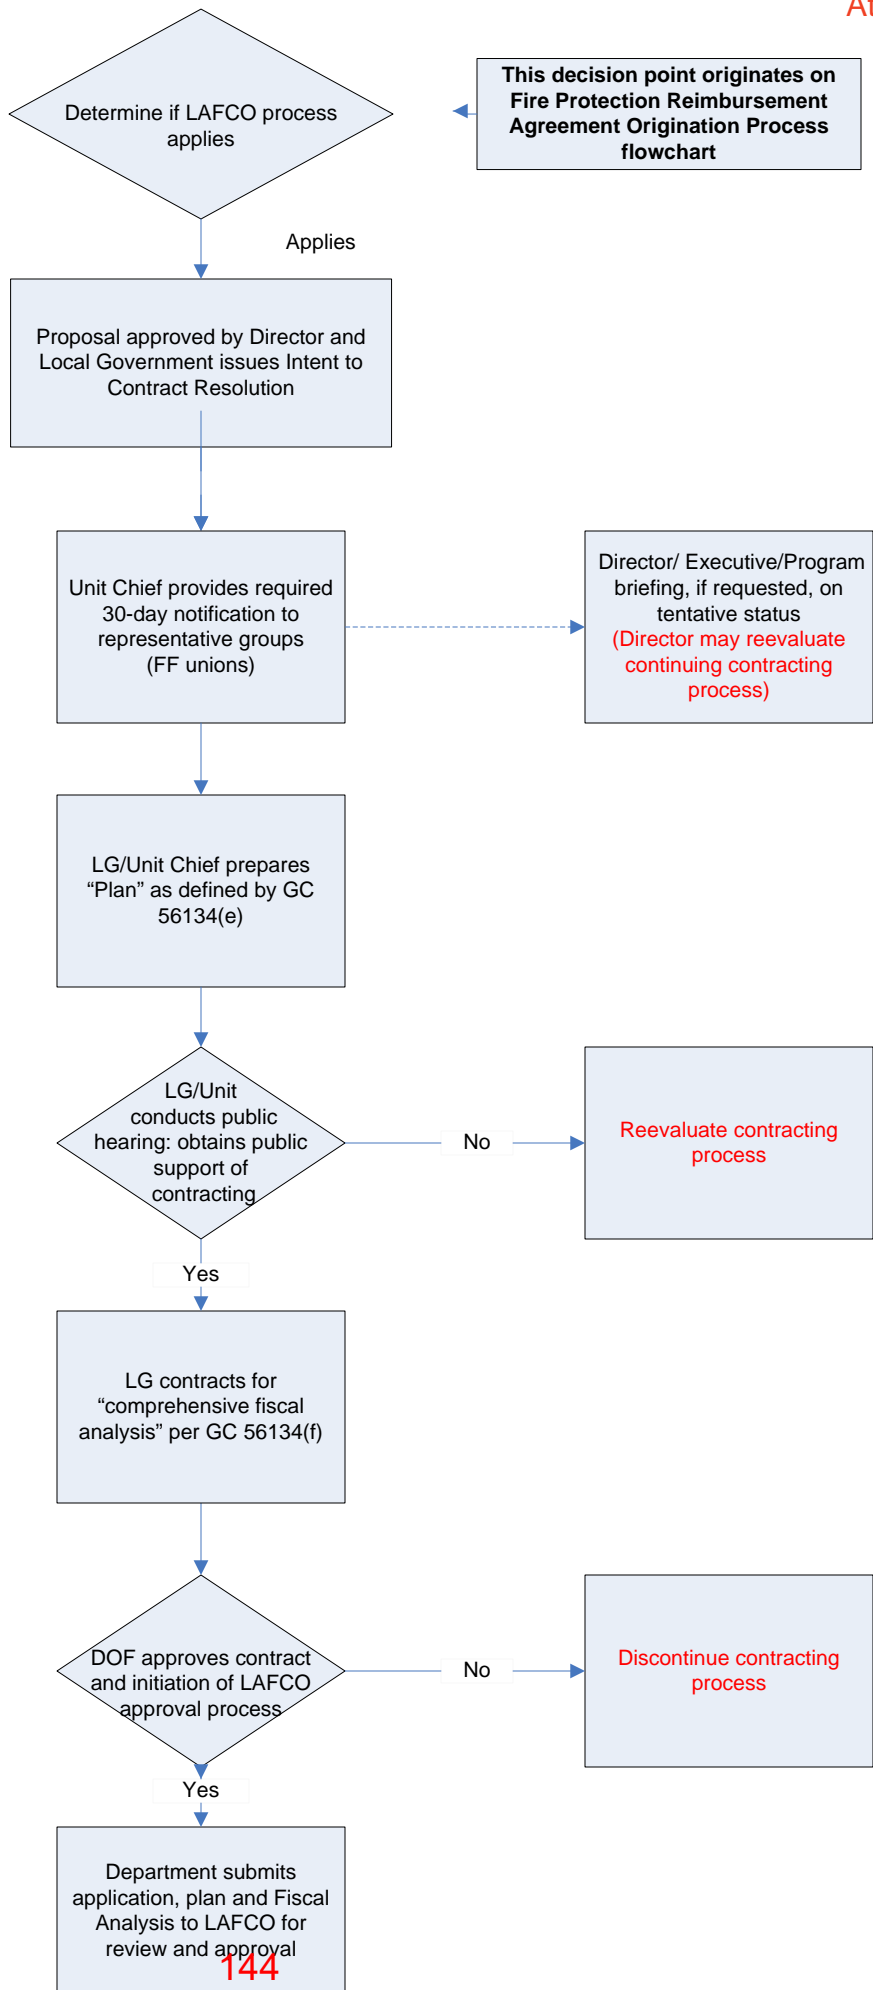 At
Determine if LAFCO process
applies
This decision point originates on
Fire Protection Reimbursement
Agreement Origination Process
flowchart
Applies
Proposal approved by Director and
Local Government issues Intent to
Contract Resolution
Unit Chief provides required
30-day notification to
representative groups
(FF unions)
Director/ Executive/Program
briefing, if requested, on
tentative status
(Director may reevaluate
continuing contracting
process)
LG/Unit Chief prepares
“Plan” as defined by GC
56134(e)
LG/Unit
conducts public
hearing: obtains public
support of
contracting
No
Reevaluate contracting
process
Yes
LG contracts for
“comprehensive fiscal
analysis” per GC 56134(f)
DOF approves contract
and initiation of LAFCO
approval process
No
Discontinue contracting
process
Yes
Department submits
application, plan and Fiscal
Analysis to LAFCO for
review and approval
144